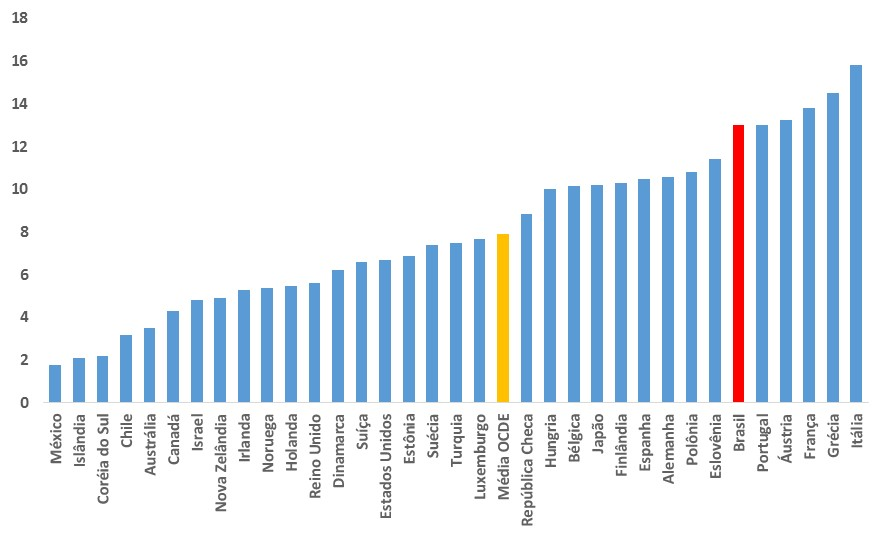 18
16
14
12
10
8
6
4
2
0
México
Islândia
Coréia do Sul
Chile
Austrália
Canadá
Israel
Nova Zelândia
Irlanda
Noruega
Holanda
Reino Unido
Dinamarca
Suíça
Estados Unidos
Estônia
Suécia
Turquia
Luxemburgo
Média OCDE
República Checa
Hungria
Bélgica
Japão
Finlândia
Espanha
Alemanha
Polônia
Eslovênia
Brasil
Portugal
Áustria
França
Grécia
Itália